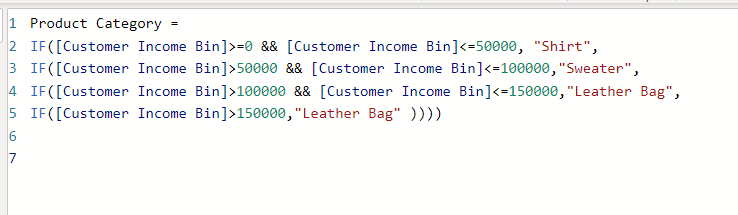 1 Product Category =
2 IF([Customer Income Bin]>=0 && [Customer Income Bin]<=50000, "Shirt",
3 IF([Customer Income Bin]>50000 && [Customer Income Bin]<=100000,"Sweater",
4 IF([Customer Income Bin]>100000 && [Customer Income Bin]<=150000,"Leather Bag",
5 IF([Customer Income Bin]>150000,"Leather Bag" ))))
6
7